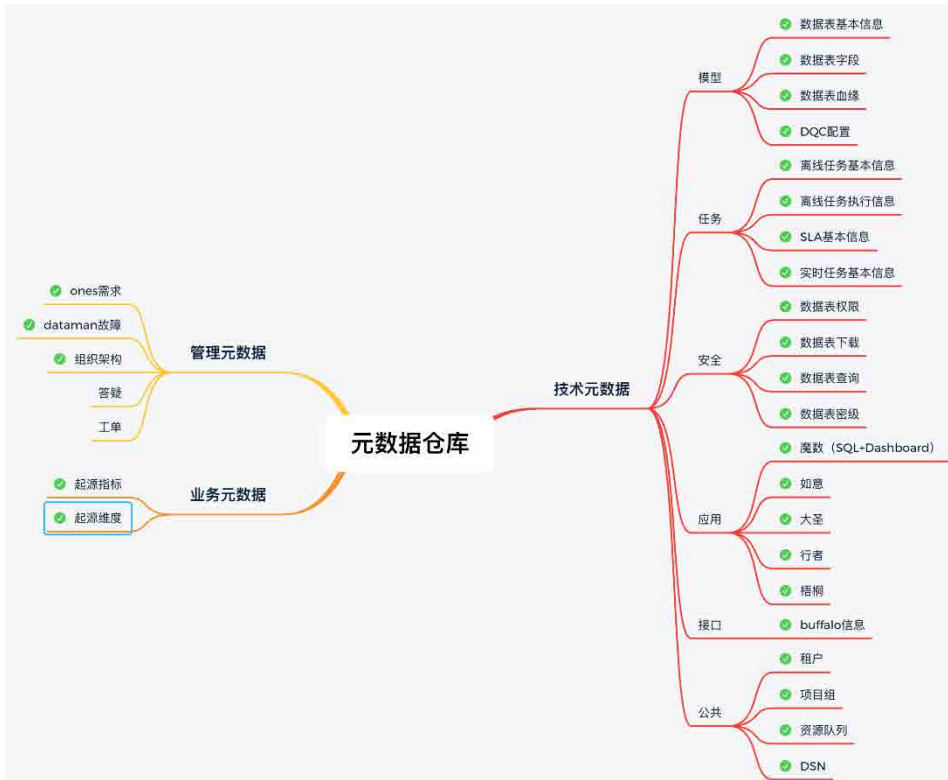 元数据仓库
管理元数据
ones需求
dataman故障
组织架构
答疑
工单
业务元数据
起源指标
起源维度
技术元数据
模型
数据表基本信息
数据表字段
数据表血缘
DQC配置
任务
离线任务基本信息
离线任务执行信息
SLA基本信息
实时任务基本信息
安全
数据表权限
数据表下载
数据表查询
数据表密级
应用
魔数（SQL+Dashboard）
如意
大圣
行者
梧桐
接口
buffalo信息
公共
租户
项目组
资源队列
DSN